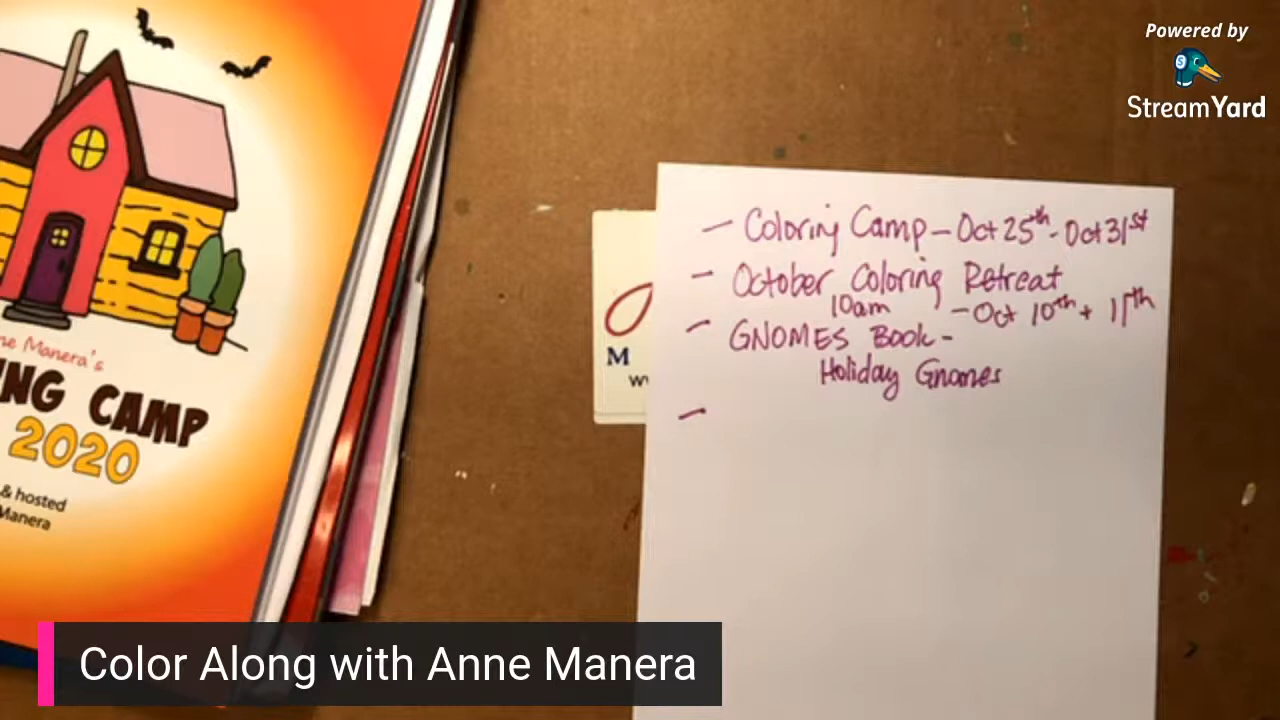 Powered by
StreamYard
— Coloring Camp — Oct 25th - Oct 31st
— October Coloring Retreat
10am — Oct 10th + 11th
— GNOMES Book -
Holiday Gnomes
—
M
ne Manera's
NG CAMP
2020
& hosted
Manera
Color Along with Anne Manera